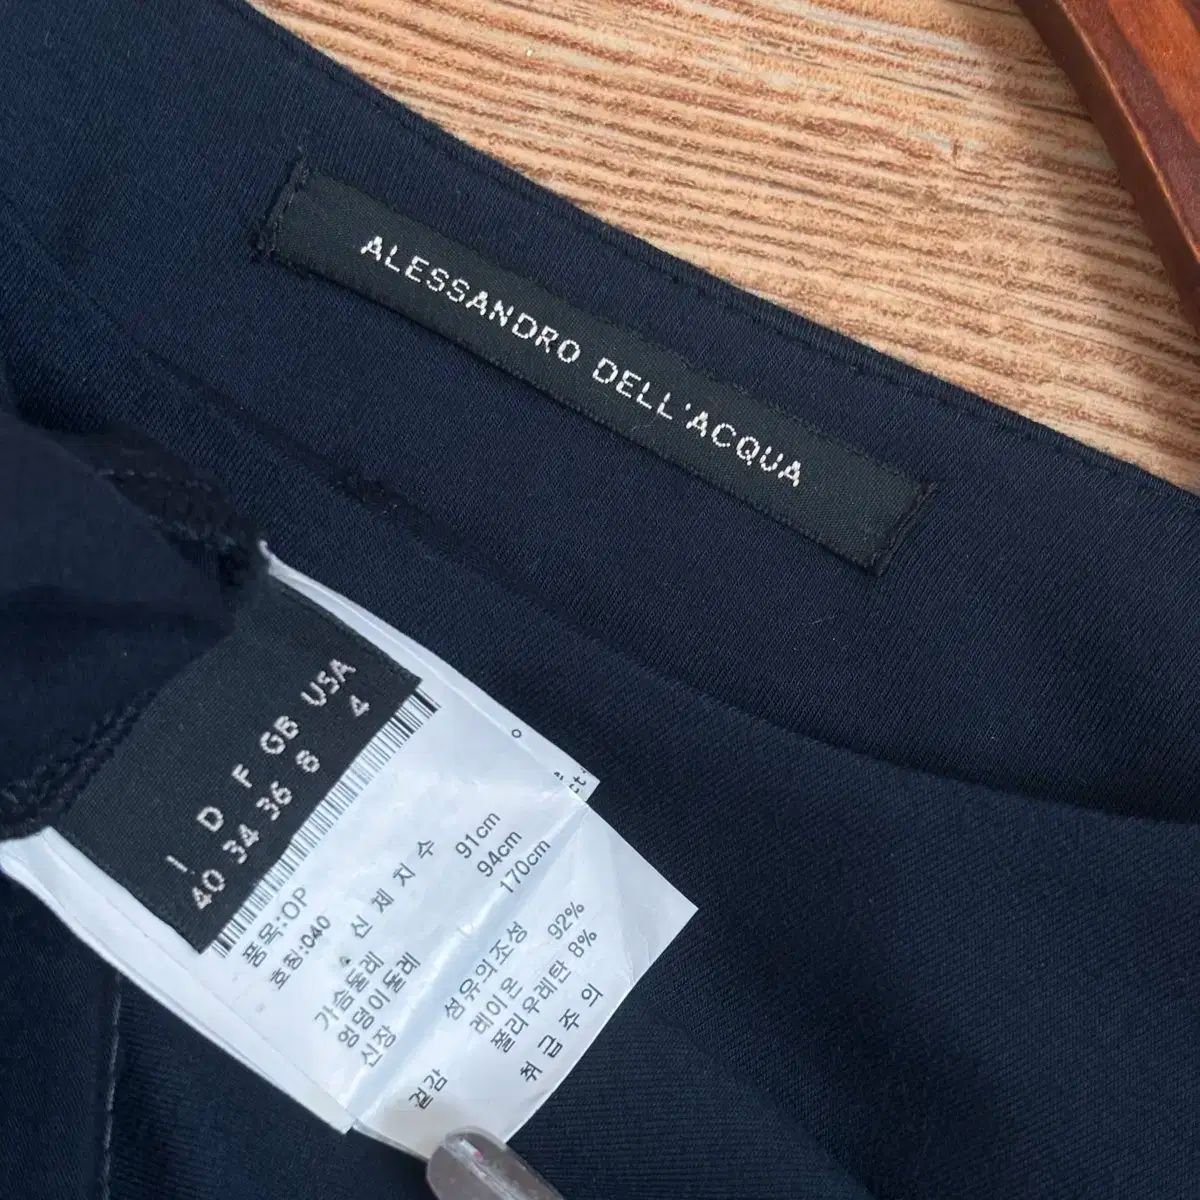 ALESSANDRO DELL'ACQUA
I D F GB USA
40 34 36 8 4
품목:OP
호칭:040
신체치수
가슴둘레 91cm
엉덩이둘레 94cm
신장 170cm
섬유의조성
겉감 레이온 92%
폴리우레탄 8%
취급주의